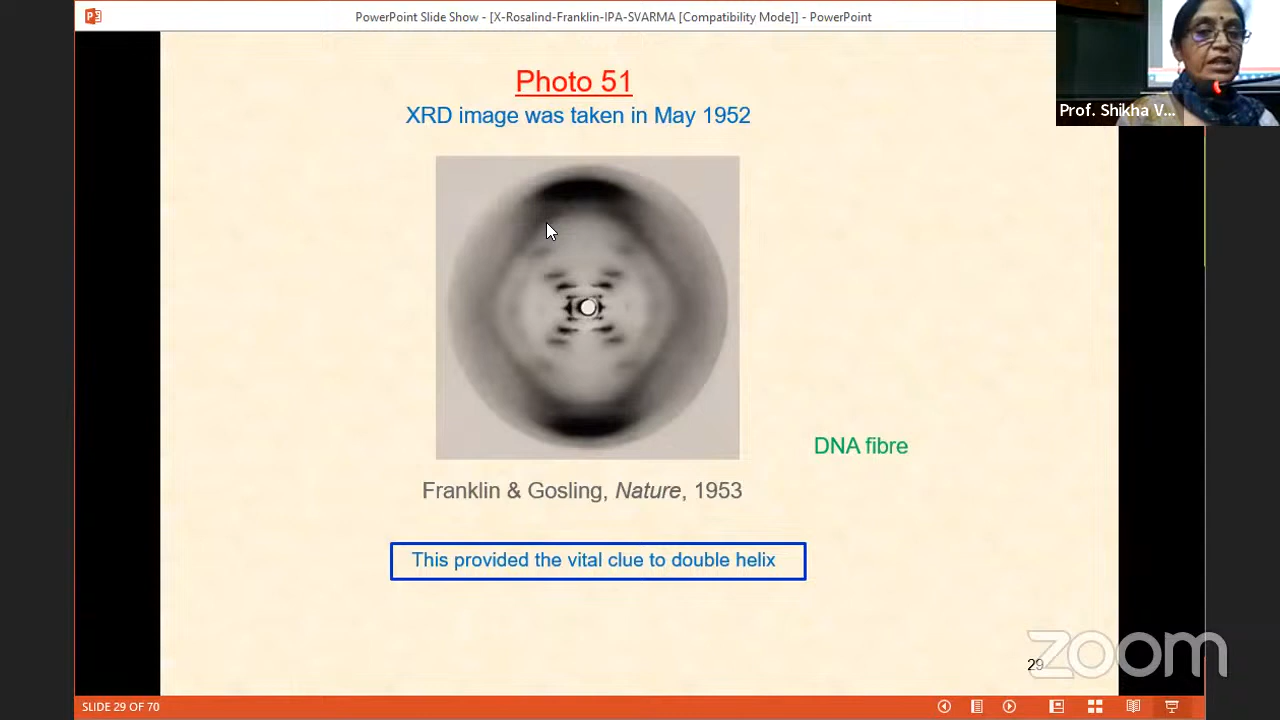 PowerPoint Slide Show - [X-Rosalind-Franklin-IPA-SVARMA [Compatibility Mode]] - PowerPoint
Prof. Shikha V...
Photo 51
XRD image was taken in May 1952
DNA fibre
Franklin & Gosling, Nature, 1953
This provided the vital clue to double helix
29
zoom
SLIDE 29 OF 70